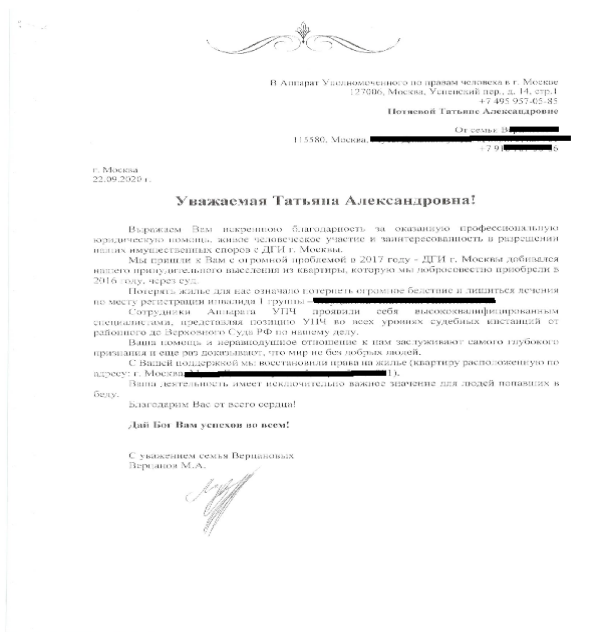 В Аппарат Уполномоченного по правам человека в г. Москве
127006, Москва, Успенский пер., д. 14, стр.1
+7 495 957-05-85
Потяевой Татьяне Александровне
От семьи
115580, Москва,
+7 91
г. Москва
22.09.2020 г.
Уважаемая Татьяна Александровна!
Выражаем Вам искреннюю благодарность за оказанную профессиональную
юридическую помощь, живое человеческое участие и заинтересованность в разрешении
наших имущественных споров с ДГИ г. Москвы.
Мы пришли к Вам с огромной проблемой в 2017 году - ДГИ г. Москвы добивался
нашего принудительного выселения из квартиры, которую мы добросовестно приобрели в
2016 году, через суд.
Потерять жилье для нас означало потерпеть огромное бедствие и лишиться лечения
по месту регистрации инвалида 1 группы –
Сотрудники Аппарата УПЧ проявили себя высококвалифицированными
специалистами, представляя позицию УПЧ во всех уровнях судебных инстанций от
районного до Верховного Суда РФ по нашему делу.
Ваша помощь и неравнодушное отношение к нам заслуживают самого глубокого
признания и еще раз доказывают, что мир не без добрых людей.
С Вашей поддержкой мы восстановили права на жилье (квартиру расположенную по
адресу: г. Москва 1).
Ваша деятельность имеет исключительно важное значение для людей попавших в
беду.
Благодарим Вас от всего сердца!
Дай Бог Вам успехов во всем!
С уважением семья
М.А.